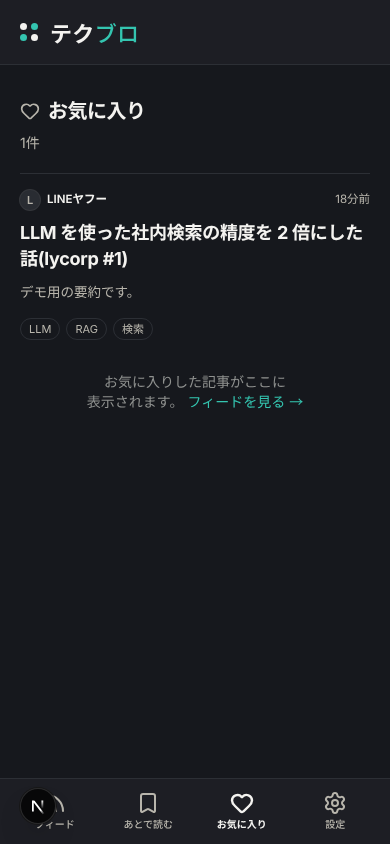 テクブロ
お気に入り
1件
L LINEヤフー 18分前
LLM を使った社内検索の精度を 2 倍にした
話(lycorp #1)
デモ用の要約です。
LLM RAG 検索
お気に入りした記事がここに
表示されます。 フィードを見る →
N
フィード あとで読む お気に入り 設定